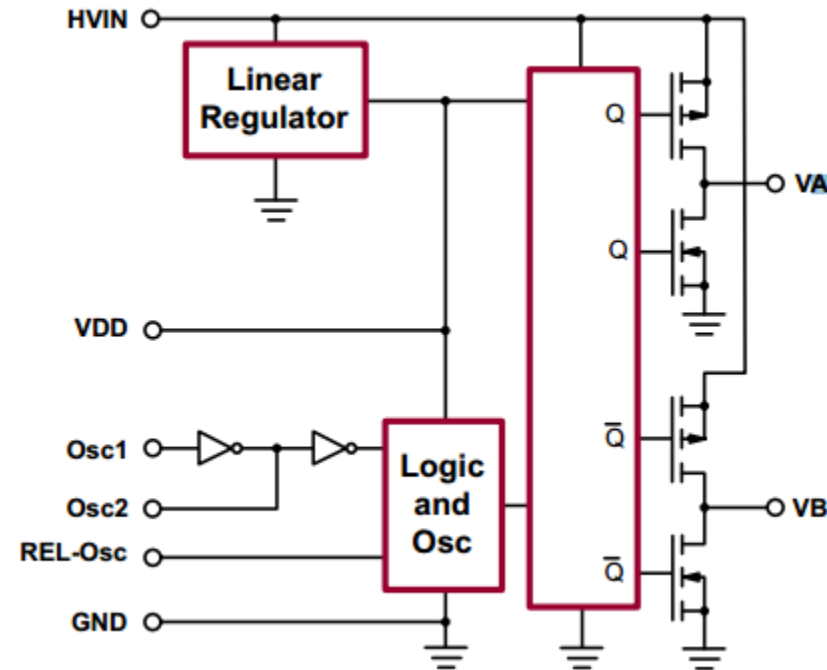 HVIN
Linear
Regulator
Q
VA
Q
VDD
Osc1
Osc2
REL-Osc
GND
Logic
and
Osc
Q̅
VB
Q̅